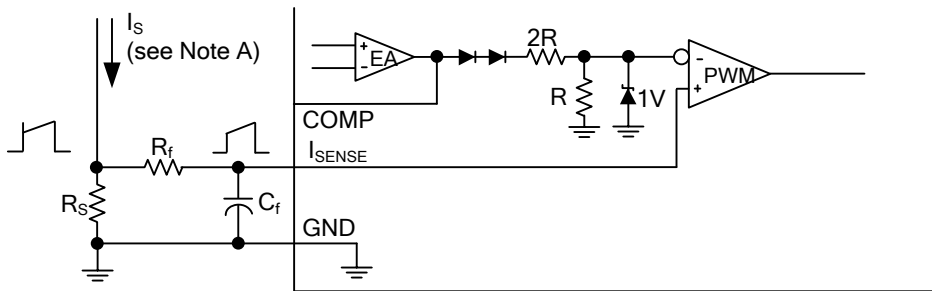 I_S
(see Note A)
EA
+
-
2R
R
1V
-
PWM
+
COMP
I_SENSE
R_f
R_S
C_f
GND